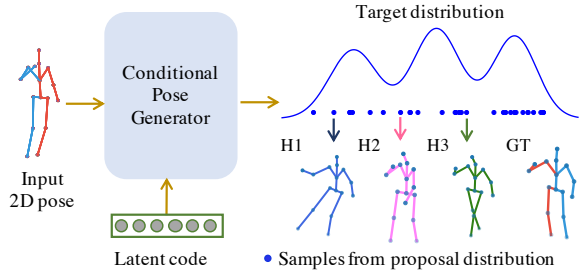 Target distribution
Conditional
Pose
Generator
H1
H2
H3
GT
Input
2D pose
Latent code
Samples from proposal distribution